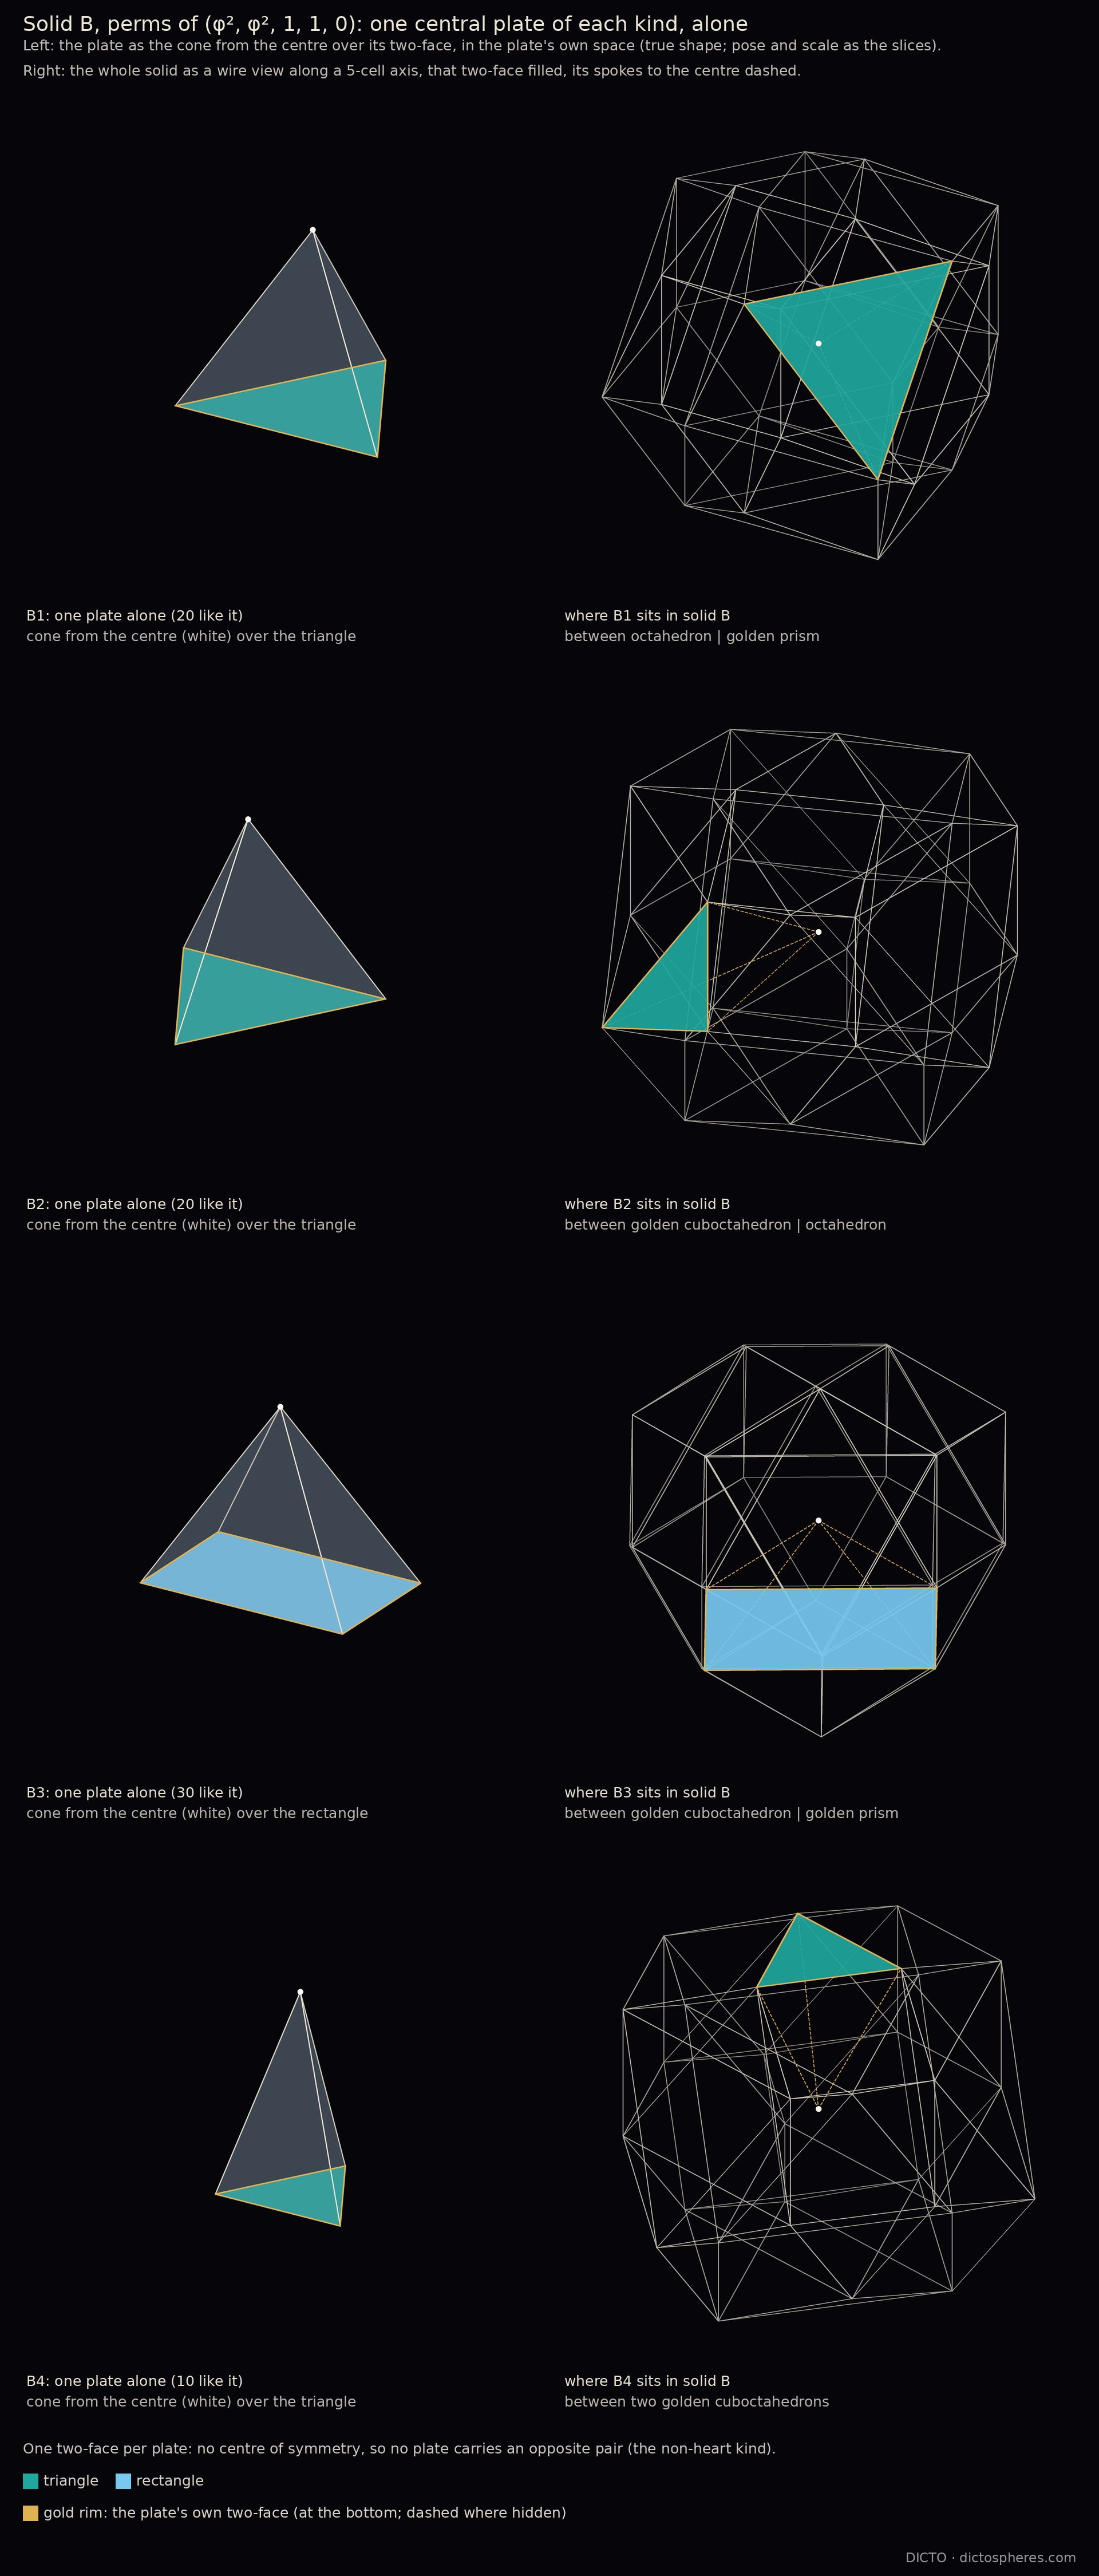 Solid B, perms of (φ², φ², 1, 1, 0): one central plate of each kind, alone
Left: the plate as the cone from the centre over its two-face, in the plate's own space (true shape; pose and scale as the slices).
Right: the whole solid as a wire view along a 5-cell axis, that two-face filled, its spokes to the centre dashed.
B1: one plate alone (20 like it)
cone from the centre (white) over the triangle
where B1 sits in solid B
between octahedron | golden prism
B2: one plate alone (20 like it)
cone from the centre (white) over the triangle
where B2 sits in solid B
between golden cuboctahedron | octahedron
B3: one plate alone (30 like it)
cone from the centre (white) over the rectangle
where B3 sits in solid B
between golden cuboctahedron | golden prism
B4: one plate alone (10 like it)
cone from the centre (white) over the triangle
where B4 sits in solid B
between two golden cuboctahedrons
One two-face per plate: no centre of symmetry, so no plate carries an opposite pair (the non-heart kind).
triangle rectangle
gold rim: the plate's own two-face (at the bottom; dashed where hidden)
DICTO · dictospheres.com